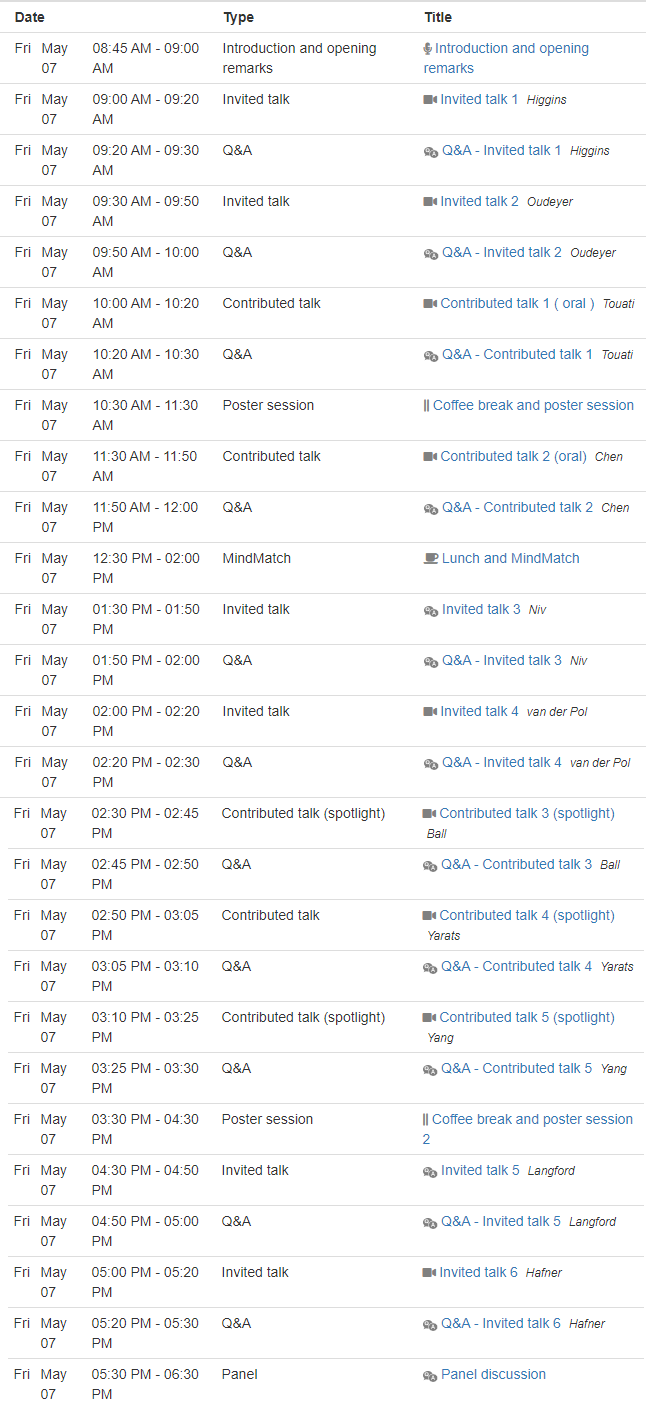 Date Type Title
Fri May 08:45 AM - 09:00 Introduction and opening Introduction and opening
07 AM remarks remarks
Fri May 09:00 AM - 09:20 Invited talk Invited talk 1 Higgins
07 AM
Fri May 09:20 AM - 09:30 Q&A Q&A - Invited talk 1 Higgins
07 AM
Fri May 09:30 AM - 09:50 Invited talk Invited talk 2 Oudeyer
07 AM
Fri May 09:50 AM - 10:00 Q&A Q&A - Invited talk 2 Oudeyer
07 AM
Fri May 10:00 AM - 10:20 Contributed talk Contributed talk 1 ( oral ) Touati
07 AM
Fri May 10:20 AM - 10:30 Q&A Q&A - Contributed talk 1 Touati
07 AM
Fri May 10:30 AM - 11:30 Poster session Coffee break and poster session
07 AM
Fri May 11:30 AM - 11:50 Contributed talk Contributed talk 2 (oral) Chen
07 AM
Fri May 11:50 AM - 12:00 Q&A Q&A - Contributed talk 2 Chen
07 PM
Fri May 12:30 PM - 02:00 MindMatch Lunch and MindMatch
07 PM
Fri May 01:30 PM - 01:50 Invited talk Invited talk 3 Niv
07 PM
Fri May 01:50 PM - 02:00 Q&A Q&A - Invited talk 3 Niv
07 PM
Fri May 02:00 PM - 02:20 Invited talk Invited talk 4 van der Pol
07 PM
Fri May 02:20 PM - 02:30 Q&A Q&A - Invited talk 4 van der Pol
07 PM
Fri May 02:30 PM - 02:45 Contributed talk (spotlight) Contributed talk 3 (spotlight)
07 PM Ball
Fri May 02:45 PM - 02:50 Q&A Q&A - Contributed talk 3 Ball
07 PM
Fri May 02:50 PM - 03:05 Contributed talk Contributed talk 4 (spotlight)
07 PM Yarats
Fri May 03:05 PM - 03:10 Q&A Q&A - Contributed talk 4 Yarats
07 PM
Fri May 03:10 PM - 03:25 Contributed talk (spotlight) Contributed talk 5 (spotlight)
07 PM Yang
Fri May 03:25 PM - 03:30 Q&A Q&A - Contributed talk 5 Yang
07 PM
Fri May 03:30 PM - 04:30 Poster session Coffee break and poster session
07 PM 2
Fri May 04:30 PM - 04:50 Invited talk Invited talk 5 Langford
07 PM
Fri May 04:50 PM - 05:00 Q&A Q&A - Invited talk 5 Langford
07 PM
Fri May 05:00 PM - 05:20 Invited talk Invited talk 6 Hafner
07 PM
Fri May 05:20 PM - 05:30 Q&A Q&A - Invited talk 6 Hafner
07 PM
Fri May 05:30 PM - 06:30 Panel Panel discussion
07 PM